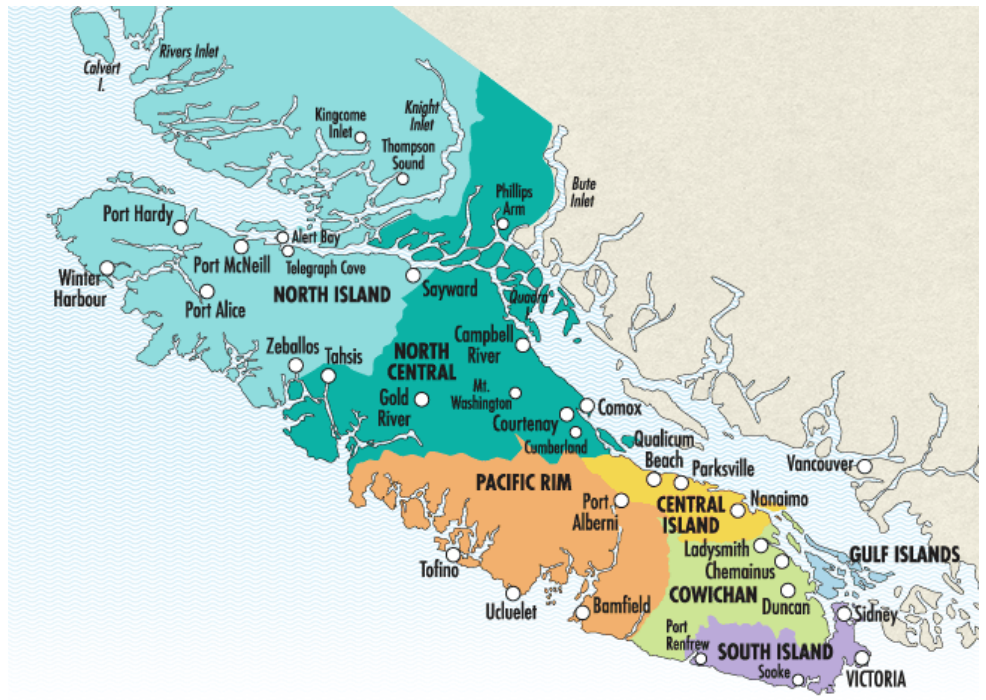 Rivers Inlet
Calvert
I.
Knight
Inlet
Kingcome
Inlet
Thompson
Sound
Phillips
Arm
Bute
Inlet
Port Hardy
Alert Bay
Port McNeill
Telegraph Cove
Winter
Harbour
NORTH ISLAND
Sayward
Port Alice
Quadra
I.
Campbell
River
Zeballos
Tahsis
NORTH
CENTRAL
Gold
River
Mt.
Washington
Comox
Courtenay
Cumberland
Qualicum
Beach
Parksville
Vancouver
PACIFIC RIM
Port
Alberni
CENTRAL
ISLAND
Nanaimo
Ladysmith
GULF ISLANDS
Tofino
Chemainus
COWICHAN
Ucluelet
Bamfield
Duncan
Sidney
Port
Renfrew
SOUTH ISLAND
Sooke
VICTORIA